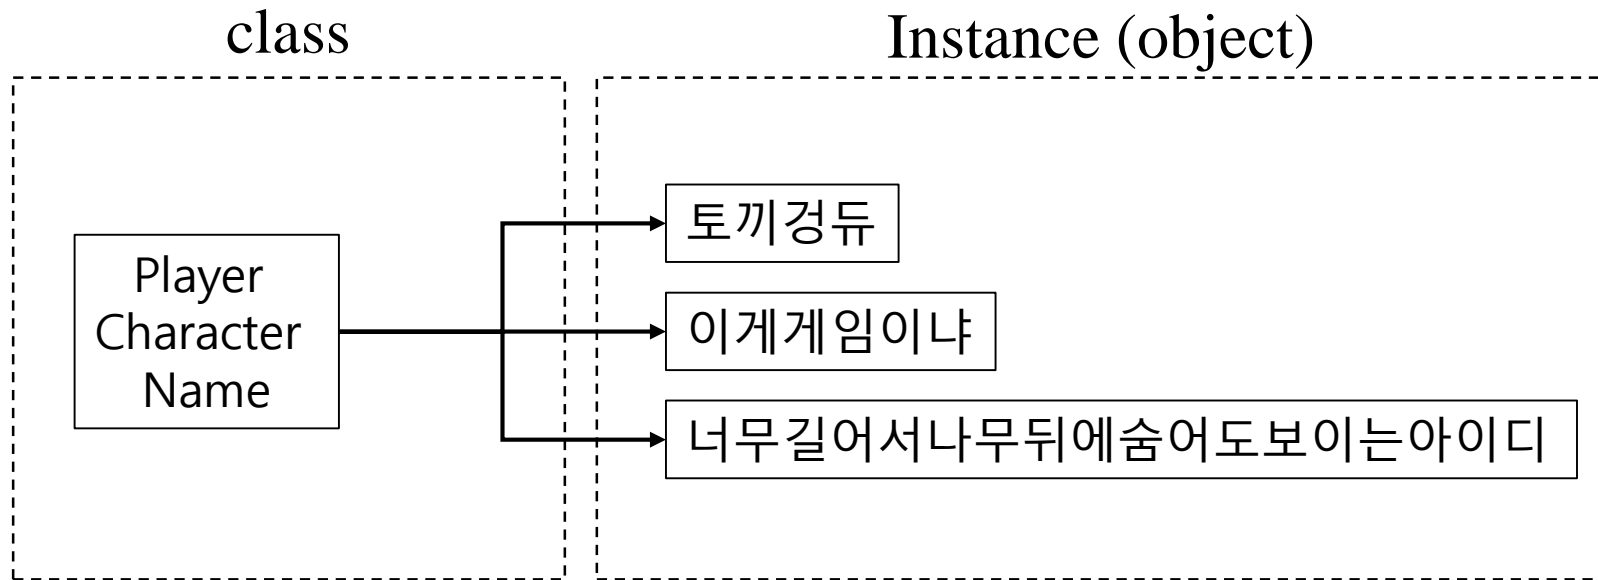 class
Instance (object)
Player
Character
Name
토끼겅듀
이게게임이냐
너무길어서나무뒤에숨어도보이는아이디